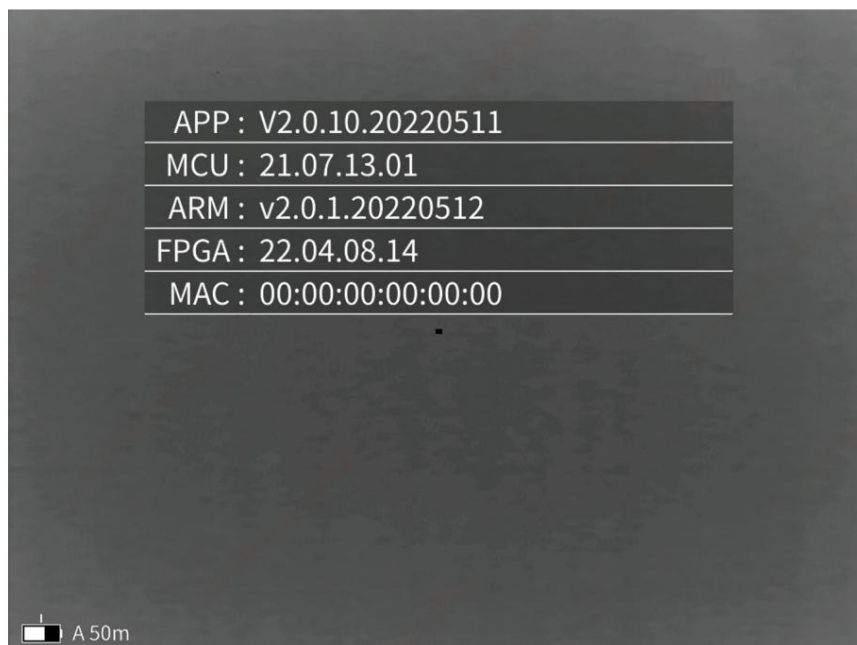 APP : V2.0.10.20220511
MCU : 21.07.13.01
ARM : v2.0.1.20220512
FPGA : 22.04.08.14
MAC : 00:00:00:00:00:00
A 50m